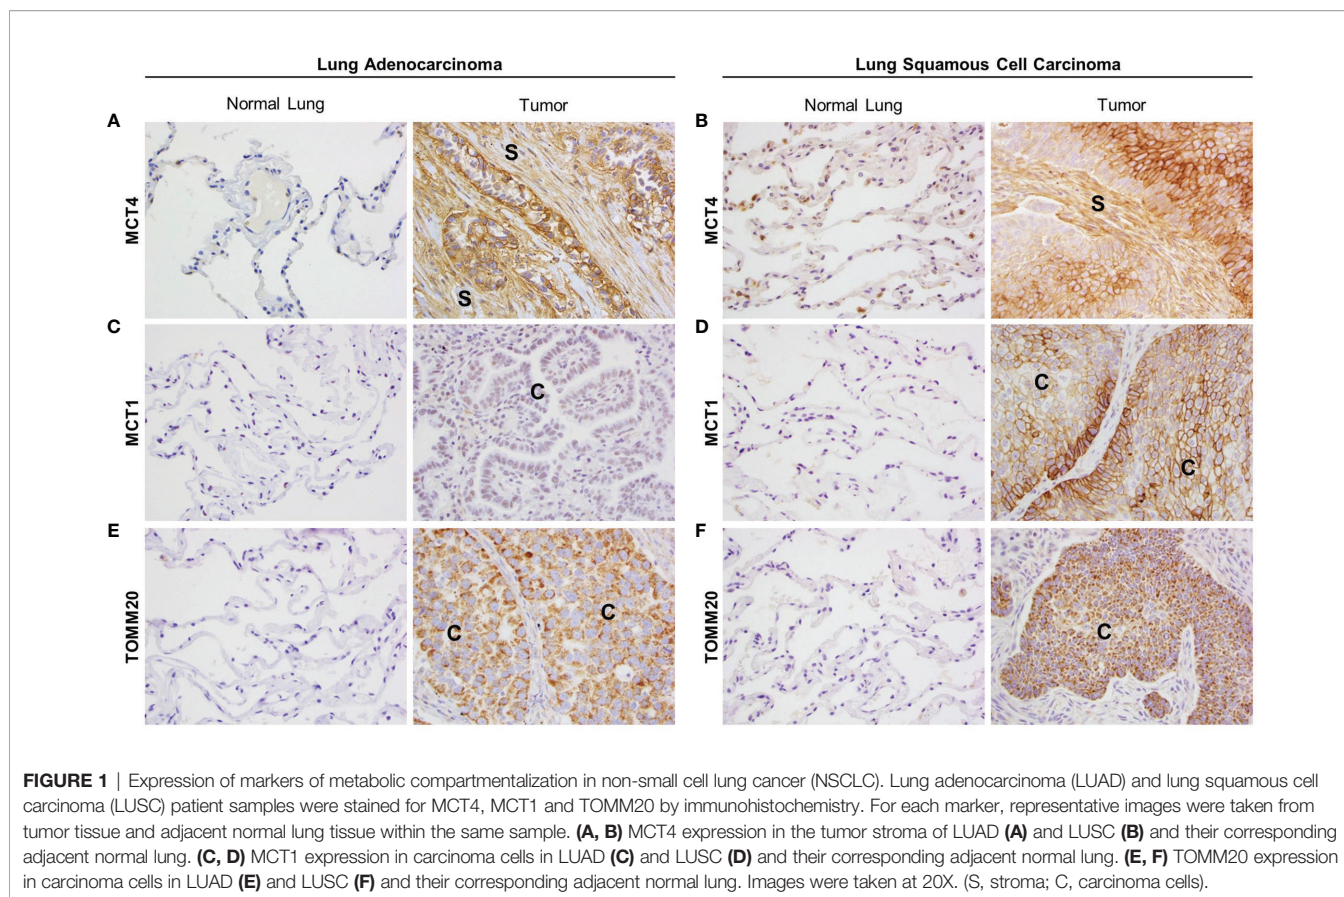 Lung Adenocarcinoma
Lung Squamous Cell Carcinoma
Normal Lung
Tumor
Normal Lung
Tumor
A
MCT4
S
S
B
MCT4
S
C
MCT1
C
D
MCT1
C
C
E
TOMM20
C
C
F
TOMM20
C
FIGURE 1 | Expression of markers of metabolic compartmentalization in non-small cell lung cancer (NSCLC). Lung adenocarcinoma (LUAD) and lung squamous cell
carcinoma (LUSC) patient samples were stained for MCT4, MCT1 and TOMM20 by immunohistochemistry. For each marker, representative images were taken from
tumor tissue and adjacent normal lung tissue within the same sample. (A, B) MCT4 expression in the tumor stroma of LUAD (A) and LUSC (B) and their corresponding
adjacent normal lung. (C, D) MCT1 expression in carcinoma cells in LUAD (C) and LUSC (D) and their corresponding adjacent normal lung. (E, F) TOMM20 expression
in carcinoma cells in LUAD (E) and LUSC (F) and their corresponding adjacent normal lung. Images were taken at 20X. (S, stroma; C, carcinoma cells).